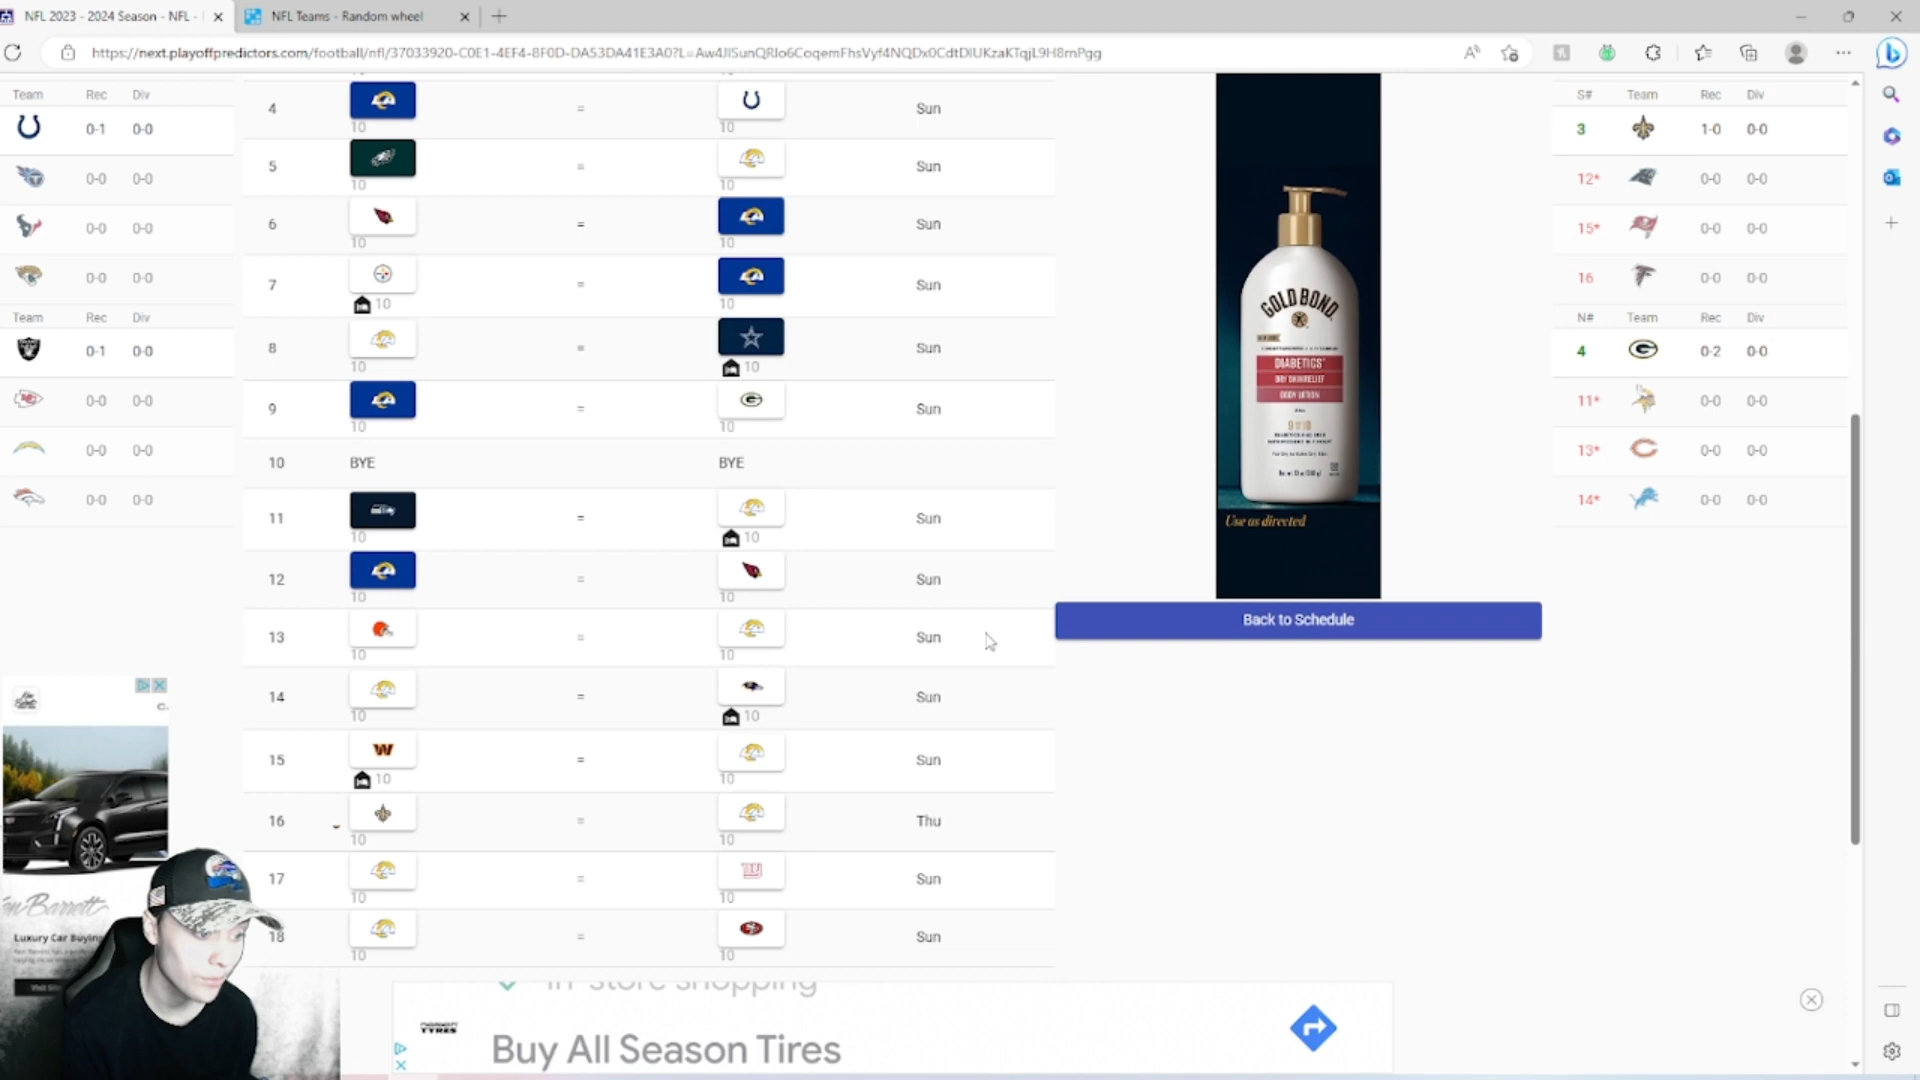 NFL 2023 - 2024 Season - NFL -
NFL Teams - Random wheel
https://next.playoffpredictors.com/football/nfl/37033920-C0E1-4EF4-8F0D-DA53DA41E3A0?L=Aw4JlSunQRlo6CoqemFhsVyf4NQDx0CdtDlUKzaKTqjL9H8mPgg
Team Rec Div
0-1 0-0
0-0 0-0
0-0 0-0
0-0 0-0
Team Rec Div
0-1 0-0
0-0 0-0
0-0 0-0
0-0 0-0
4 = Sun
10 10
5 = Sun
10 10
6 = Sun
10 10
7 = Sun
10 10
8 = Sun
10 10
9 = Sun
10 10
10 BYE BYE
11 = Sun
10 10
12 = Sun
10 10
13 = Sun
10 10
14 = Sun
10 10
15 = Sun
10 10
16 = Thu
10 10
17 = Sun
10 10
18 = Sun
10 10
GOLD BOND
DIABETICS'
DRY SKIN RELIEF
BODY LOTION
Use as directed
Back to Schedule
S# Team Rec Div
3 1-0 0-0
12* 0-0 0-0
15* 0-0 0-0
16 0-0 0-0
N# Team Rec Div
4 0-2 0-0
11* 0-0 0-0
13* 0-0 0-0
14* 0-0 0-0
Luxury Car Buying
in-store shopping
TYRES
Buy All Season Tires